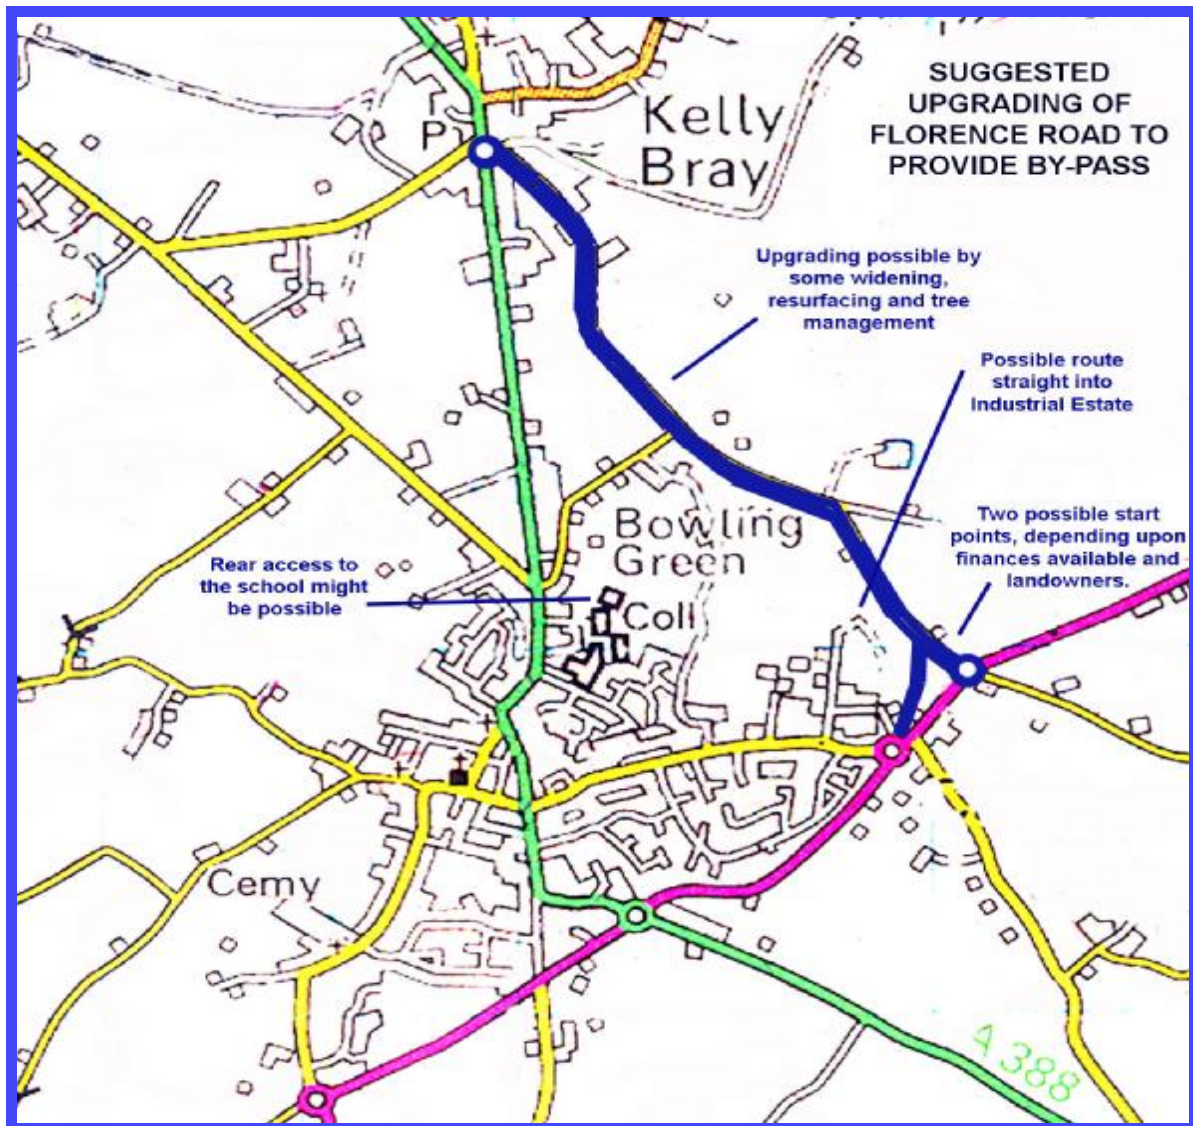 SUGGESTED
UPGRADING OF
FLORENCE ROAD TO
PROVIDE BY-PASS
Kelly
Bray
P
Upgrading possible by
some widening,
resurfacing and tree
management
Possible route
straight into
Industrial Estate
Two possible start
points, depending upon
finances available and
landowners.
Bowling
Green
Rear access to
the school might
be possible
Coll
Cemy
A 388